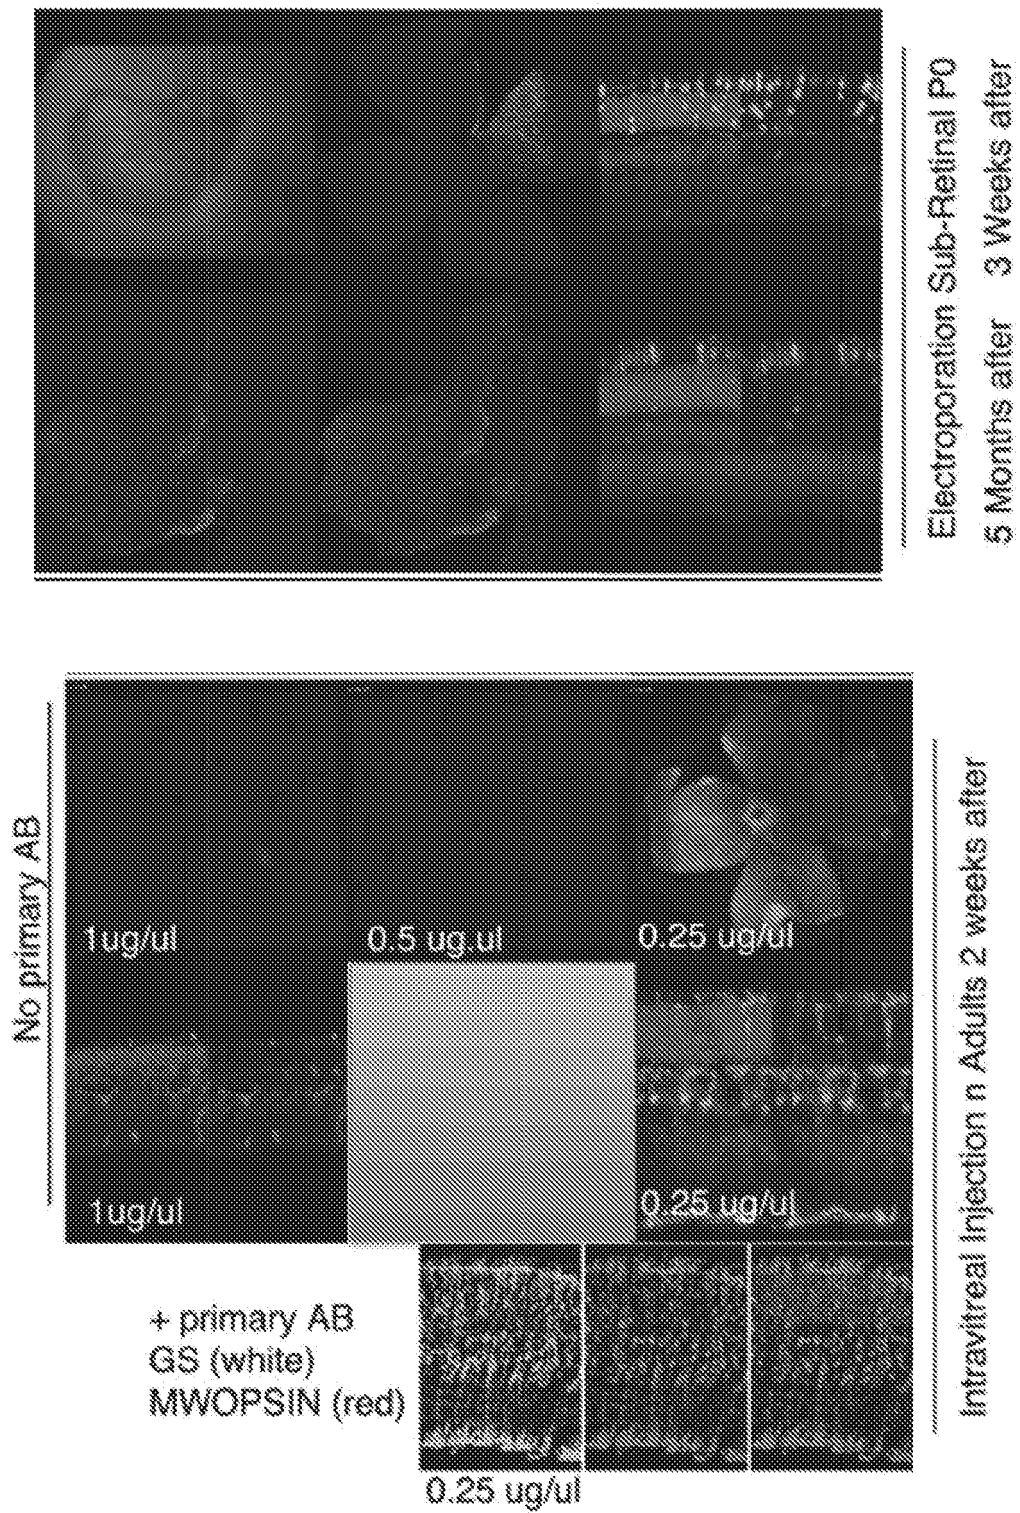 Electroporation Sub-Retinal P0
5 Months after 3 Weeks after
No primary AB
1ug/ul
0.5 ug.ul
0.25 ug/ul
1ug/ul
0.25 ug/ul
+ primary AB
GS (white)
MWOPSIN (red)
0.25 ug/ul
Intravitreal Injection n Adults 2 weeks after